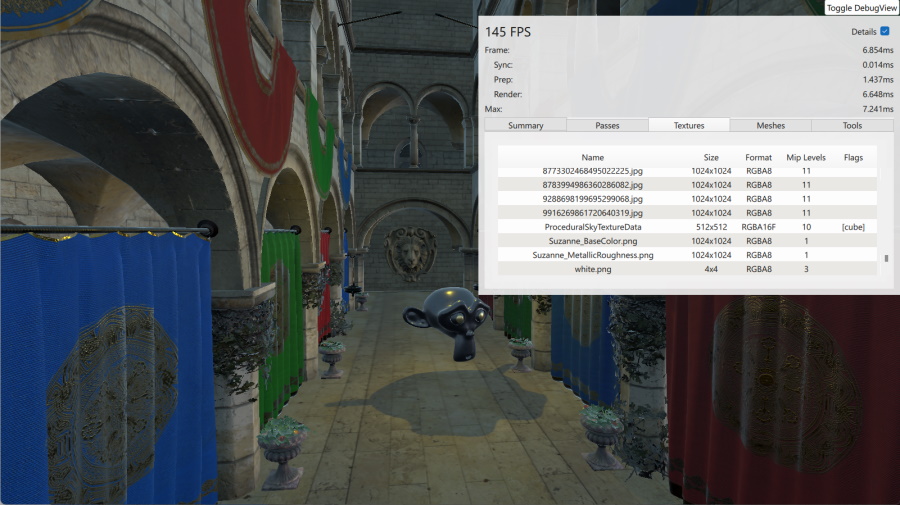 Toggle DebugView
145 FPS Details
Frame: 6.854ms
Sync: 0.014ms
Prep: 1.437ms
Render: 6.648ms
Max: 7.241ms
Summary Passes Textures Meshes Tools
Name Size Format Mip Levels Flags
8773302468495022225.jpg 1024x1024 RGBA8 11
8783994986360286082.jpg 1024x1024 RGBA8 11
9288698199695299068.jpg 1024x1024 RGBA8 11
9916269861720640319.jpg 1024x1024 RGBA8 11
ProceduralSkyTextureData 512x512 RGBA16F 10 [cube]
Suzanne_BaseColor.png 1024x1024 RGBA8 1
Suzanne_MetallicRoughness.png 1024x1024 RGBA8 1
white.png 4x4 RGBA8 3